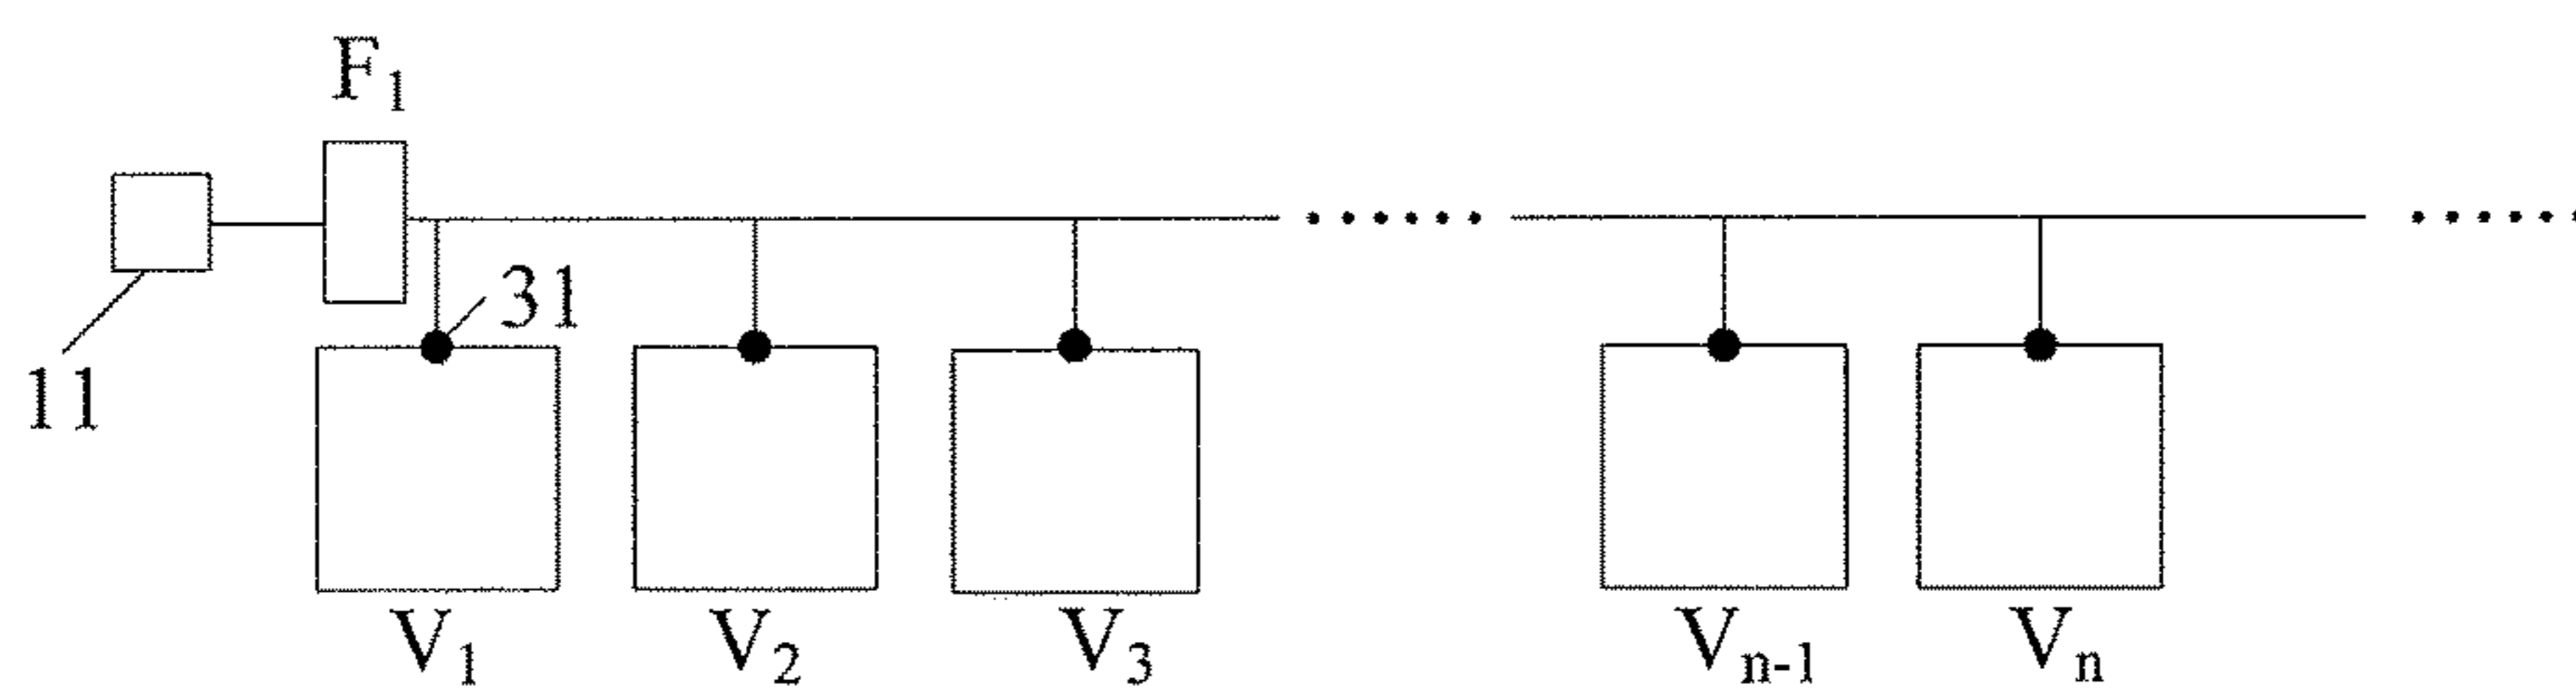 F₁
31
11
V₁ V₂ V₃ ...... Vₙ₋₁ Vₙ ......